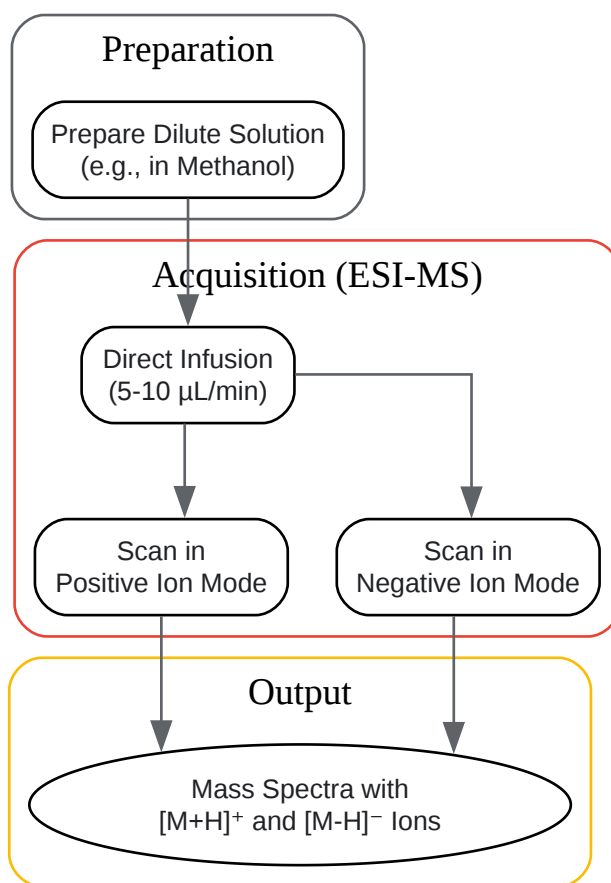 Preparation
Prepare Dilute Solution
(e.g., in Methanol)
Acquisition (ESI-MS)
Direct Infusion
(5-10 µL/min)
Scan in
Positive Ion Mode
Scan in
Negative Ion Mode
Output
Mass Spectra with
[M+H]⁺ and [M-H]⁻ Ions